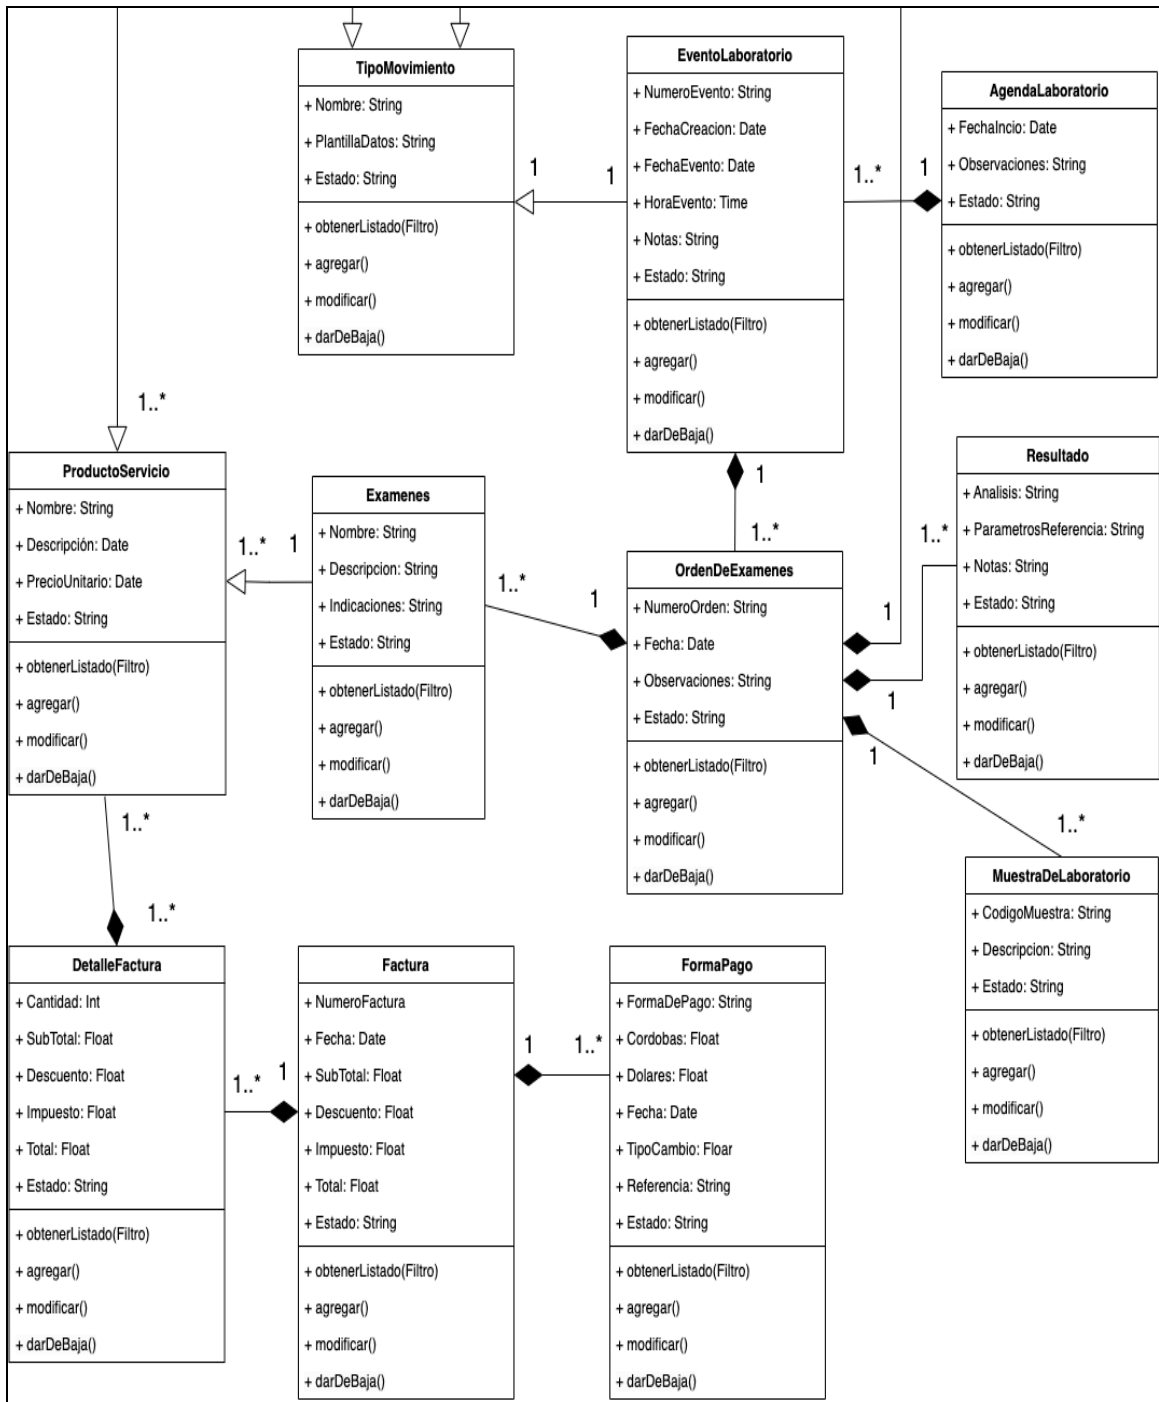 TipoMovimiento
+ Nombre: String
+ PlantillaDatos: String
+ Estado: String
+ obtenerListado(Filtro)
+ agregar()
+ modificar()
+ darDeBaja()
1
1
EventoLaboratorio
+ NumeroEvento: String
+ FechaCreacion: Date
+ FechaEvento: Date
+ HoraEvento: Time
+ Notas: String
+ Estado: String
+ obtenerListado(Filtro)
+ agregar()
+ modificar()
+ darDeBaja()
1..*
1
AgendaLaboratorio
+ FechaIncio: Date
+ Observaciones: String
+ Estado: String
+ obtenerListado(Filtro)
+ agregar()
+ modificar()
+ darDeBaja()
1..*
ProductoServicio
+ Nombre: String
+ Descripción: Date
+ PrecioUnitario: Date
+ Estado: String
+ obtenerListado(Filtro)
+ agregar()
+ modificar()
+ darDeBaja()
1..*
1
Examenes
+ Nombre: String
+ Descripcion: String
+ Indicaciones: String
+ Estado: String
+ obtenerListado(Filtro)
+ agregar()
+ modificar()
+ darDeBaja()
1..*
1
1
1..*
OrdenDeExamenes
+ NumeroOrden: String
+ Fecha: Date
+ Observaciones: String
+ Estado: String
+ obtenerListado(Filtro)
+ agregar()
+ modificar()
+ darDeBaja()
1
1
1
1..*
Resultado
+ Analisis: String
+ ParametrosReferencia: String
+ Notas: String
+ Estado: String
+ obtenerListado(Filtro)
+ agregar()
+ modificar()
+ darDeBaja()
1..*
MuestraDeLaboratorio
+ CodigoMuestra: String
+ Descripcion: String
+ Estado: String
+ obtenerListado(Filtro)
+ agregar()
+ modificar()
+ darDeBaja()
1..*
1..*
DetalleFactura
+ Cantidad: Int
+ SubTotal: Float
+ Descuento: Float
+ Impuesto: Float
+ Total: Float
+ Estado: String
+ obtenerListado(Filtro)
+ agregar()
+ modificar()
+ darDeBaja()
1..*
1
Factura
+ NumeroFactura
+ Fecha: Date
+ SubTotal: Float
+ Descuento: Float
+ Impuesto: Float
+ Total: Float
+ Estado: String
+ obtenerListado(Filtro)
+ agregar()
+ modificar()
+ darDeBaja()
1
1..*
FormaPago
+ FormaDePago: String
+ Cordobas: Float
+ Dolares: Float
+ Fecha: Date
+ TipoCambio: Floar
+ Referencia: String
+ Estado: String
+ obtenerListado(Filtro)
+ agregar()
+ modificar()
+ darDeBaja()